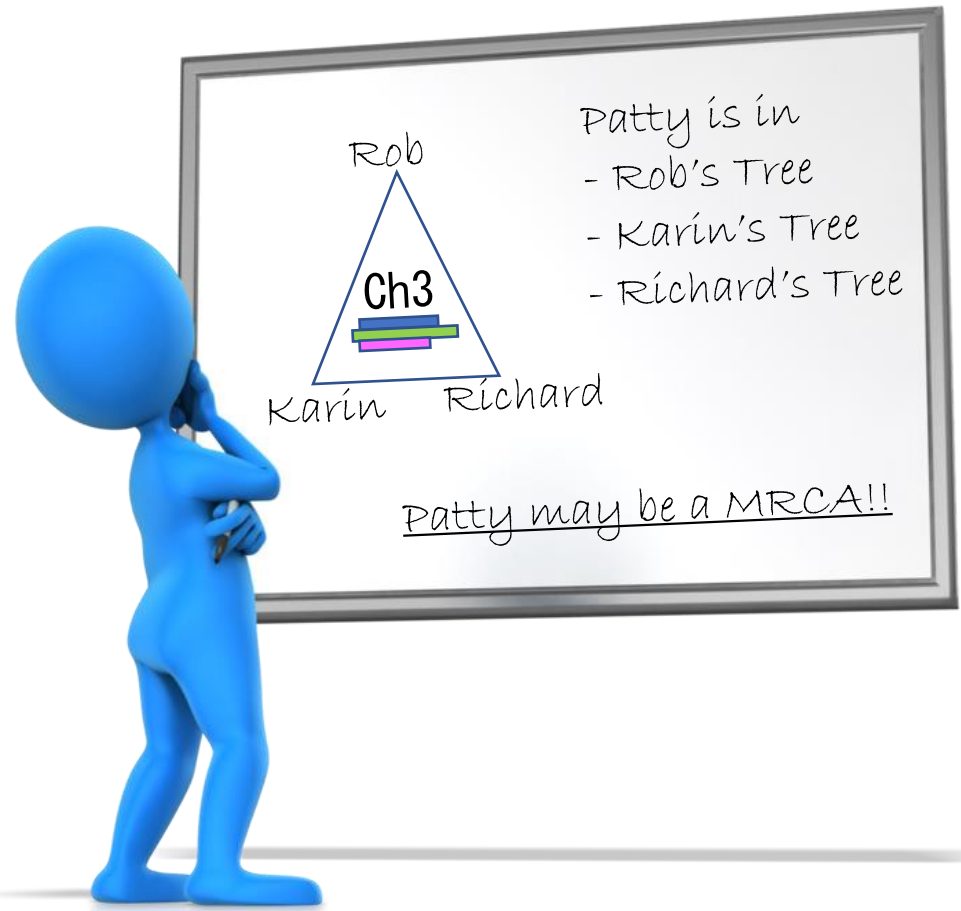 Rob
Ch3
Karin
Richard
Patty is in
- Rob's Tree
- Karin's Tree
- Richard's Tree
Patty may be a MRCA!!